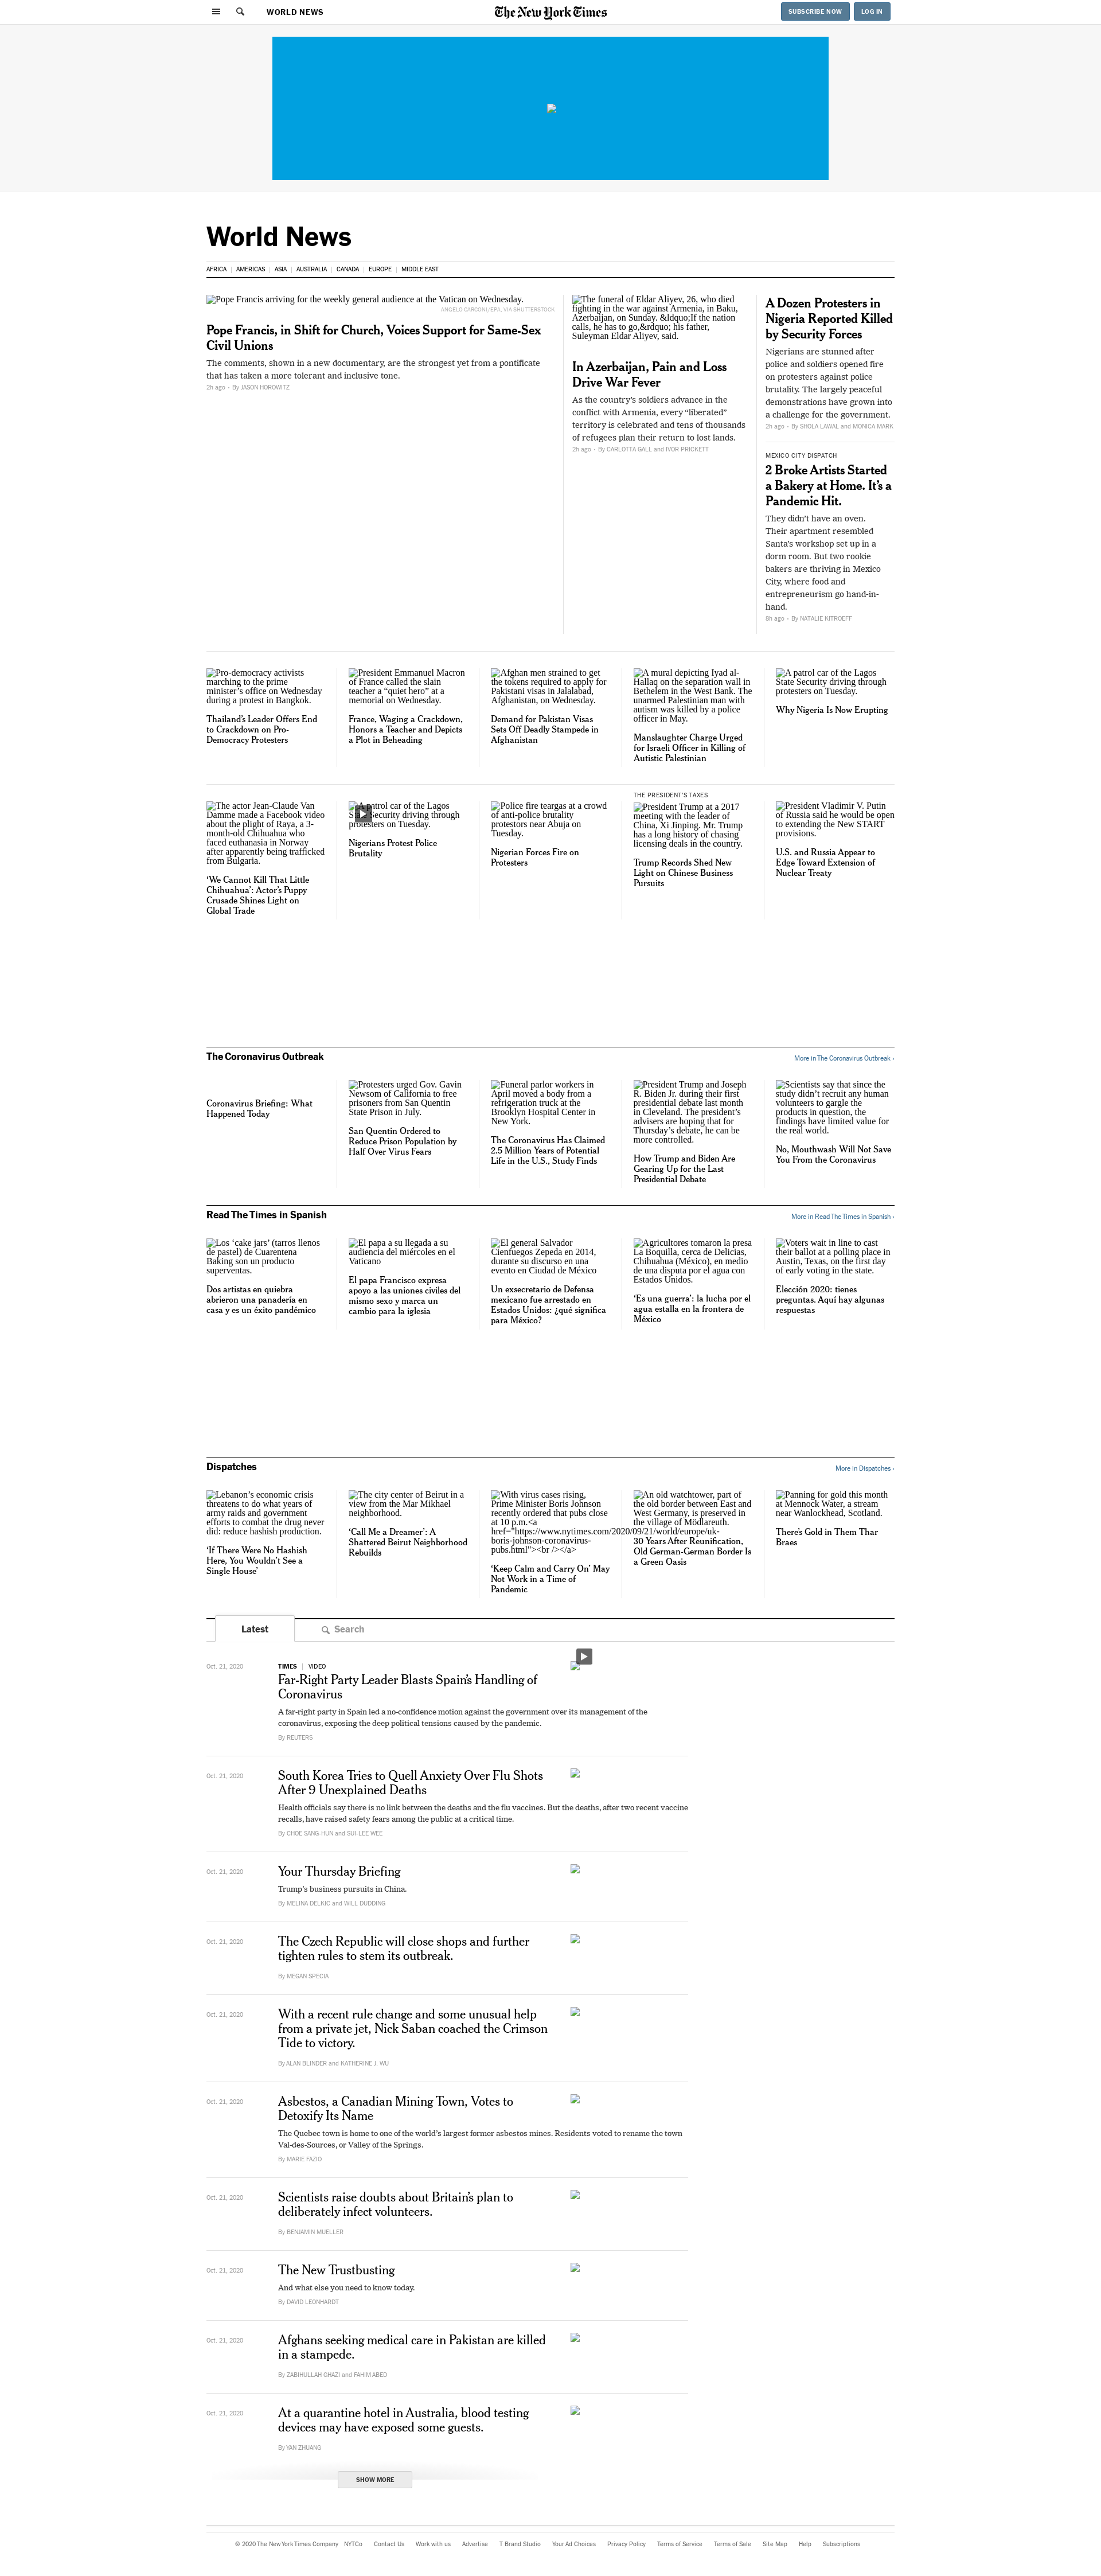 WORLD NEWS
The New York Times
SUBSCRIBE NOW
LOG IN
World News
AFRICA
AMERICAS
ASIA
AUSTRALIA
CANADA
EUROPE
MIDDLE EAST
Pope Francis arriving for the weekly general audience at the Vatican on Wednesday.
ANGELO CARCONI/EPA, VIA SHUTTERSTOCK
Pope Francis, in Shift for Church, Voices Support for Same-Sex
Civil Unions
The comments, shown in a new documentary, are the strongest yet from a pontificate
that has taken a more tolerant and inclusive tone.
2h ago - By JASON HOROWITZ
The funeral of Eldar Aliyev, 26, who died
fighting in the war against Armenia, in Baku,
Azerbaijan, on Sunday. &ldquo;If the nation
calls, he has to go,&rdquo; his father,
Suleyman Eldar Aliyev, said.
In Azerbaijan, Pain and Loss
Drive War Fever
As the country’s soldiers advance in the
conflict with Armenia, every “liberated”
territory is celebrated and tens of thousands
of refugees plan their return to lost lands.
2h ago - By CARLOTTA GALL and IVOR PRICKETT
A Dozen Protesters in
Nigeria Reported Killed
by Security Forces
Nigerians are stunned after
police and soldiers opened fire
on protesters against police
brutality. The largely peaceful
demonstrations have grown into
a challenge for the government.
2h ago - By SHOLA LAWAL and MONICA MARK
MEXICO CITY DISPATCH
2 Broke Artists Started
a Bakery at Home. It’s a
Pandemic Hit.
They didn’t have an oven.
Their apartment resembled
Santa’s workshop set up in a
dorm room. But two rookie
bakers are thriving in Mexico
City, where food and
entrepreneurism go hand-in-
hand.
8h ago - By NATALIE KITROEFF
Pro-democracy activists
marching to the prime
minister’s office on Wednesday
during a protest in Bangkok.
Thailand’s Leader Offers End
to Crackdown on Pro-
Democracy Protesters
President Emmanuel Macron
of France called the slain
teacher a “quiet hero” at a
memorial on Wednesday.
France, Waging a Crackdown,
Honors a Teacher and Depicts
a Plot in Beheading
Afghan men strained to get
the tokens required to apply for
Pakistani visas in Jalalabad,
Afghanistan, on Wednesday.
Demand for Pakistan Visas
Sets Off Deadly Stampede in
Afghanistan
A mural depicting Iyad al-
Hallaq on the separation wall in
Bethelem in the West Bank. The
unarmed Palestinian man with
autism was killed by a police
officer in May.
Manslaughter Charge Urged
for Israeli Officer in Killing of
Autistic Palestinian
A patrol car of the Lagos
State Security driving through
protesters on Tuesday.
Why Nigeria Is Now Erupting
The actor Jean-Claude Van
Damme made a Facebook video
about the plight of Raya, a 3-
month-old Chihuahua who
faced euthanasia in Norway
after apparently being trafficked
from Bulgaria.
‘We Cannot Kill That Little
Chihuahua’: Actor’s Puppy
Crusade Shines Light on
Global Trade
A patrol car of the Lagos
Security driving through
protesters on Tuesday.
Nigerians Protest Police
Brutality
Police fire teargas at a crowd
of anti-police brutality
protestors near Abuja on
Tuesday.
Nigerian Forces Fire on
Protesters
THE PRESIDENT’S TAXES
President Trump at a 2017
meeting with the leader of
China, Xi Jinping. Mr. Trump
has a long history of chasing
licensing deals in the country.
Trump Records Shed New
Light on Chinese Business
Pursuits
President Vladimir V. Putin
of Russia said he would be open
to extending the New START
provisions.
U.S. and Russia Appear to
Edge Toward Extension of
Nuclear Treaty
The Coronavirus Outbreak
More in The Coronavirus Outbreak ›
Coronavirus Briefing: What
Happened Today
Protesters urged Gov. Gavin
Newsom of California to free
prisoners from San Quentin
State Prison in July.
San Quentin Ordered to
Reduce Prison Population by
Half Over Virus Fears
Funeral parlor workers in
April moved a body from a
refrigeration truck at the
Brooklyn Hospital Center in
New York.
The Coronavirus Has Claimed
2.5 Million Years of Potential
Life in the U.S., Study Finds
President Trump and Joseph
R. Biden Jr. during their first
presidential debate last month
in Cleveland. The president’s
advisers are hoping that for
Thursday’s debate, he can be
more controlled.
How Trump and Biden Are
Gearing Up for the Last
Presidential Debate
Scientists say that since the
study didn’t recruit any human
volunteers to gargle the
products in question, the
findings have limited value for
the real world.
No, Mouthwash Will Not Save
You From the Coronavirus
Read The Times in Spanish
More in Read The Times in Spanish ›
Los ‘cake jars’ (tarros llenos
de pastel) de Cuarentena
Baking son un producto
superventas.
Dos artistas en quiebra
abrieron una panadería en
casa y es un éxito pandémico
El papa a su llegada a su
audiencia del miércoles en el
Vaticano
El papa Francisco expresa
apoyo a las uniones civiles del
mismo sexo y marca un
cambio para la iglesia
El general Salvador
Cienfuegos Zepeda en 2014,
durante su discurso en una
evento en Ciudad de México
Un exsecretario de Defensa
mexicano fue arrestado en
Estados Unidos: ¿qué significa
para México?
Agricultores tomaron la presa
La Boquilla, cerca de Delicias,
Chihuahua (México), en medio
de una disputa por el agua con
Estados Unidos.
‘Es una guerra’: la lucha por el
agua estalla en la frontera de
México
Voters wait in line to cast
their ballot at a polling place in
Austin, Texas, on the first day
of early voting in the state.
Elección 2020: tienes
preguntas. Aquí hay algunas
respuestas
Dispatches
More in Dispatches ›
Lebanon’s economic crisis
threatens to do what years of
army raids and government
efforts to combat the drug never
did: reduce hashish production.
‘If There Were No Hashish
Here, You Wouldn’t See a
Single House’
The city center of Beirut in a
view from the Mar Mikhael
neighborhood.
‘Call Me a Dreamer’: A
Shattered Beirut Neighborhood
Rebuilds
With virus cases rising,
Prime Minister Boris Johnson
recently ordered that pubs close
at 10 p.m.<a
href="https://www.nytimes.com/2020/09/21/world/europe/uk-
boris-johnson-coronavirus-
pubs.html"><br /></a>
‘Keep Calm and Carry On’ May
Not Work in a Time of
Pandemic
An old watchtower, part of
the old border between East and
West Germany, is preserved in
the village of Mödlareuth.
30 Years After Reunification,
Old German-German Border Is
a Green Oasis
Panning for gold this month
at Mennock Water, a stream
near Wanlockhead, Scotland.
There’s Gold in Them Thar
Braes
Latest
Search
Oct. 21, 2020
TIMES | VIDEO
Far-Right Party Leader Blasts Spain’s Handling of
Coronavirus
A far-right party in Spain led a no-confidence motion against the government over its management of the
coronavirus, exposing the deep political tensions caused by the pandemic.
By REUTERS
Oct. 21, 2020
South Korea Tries to Quell Anxiety Over Flu Shots
After 9 Unexplained Deaths
Health officials say there is no link between the deaths and the flu vaccines. But the deaths, after two recent vaccine
recalls, have raised safety fears among the public at a critical time.
By CHOE SANG-HUN and SUI-LEE WEE
Oct. 21, 2020
Your Thursday Briefing
Trump’s business pursuits in China.
By MELINA DELKIC and WILL DUDDING
Oct. 21, 2020
The Czech Republic will close shops and further
tighten rules to stem its outbreak.
By MEGAN SPECIA
Oct. 21, 2020
With a recent rule change and some unusual help
from a private jet, Nick Saban coached the Crimson
Tide to victory.
By ALAN BLINDER and KATHERINE J. WU
Oct. 21, 2020
Asbestos, a Canadian Mining Town, Votes to
Detoxify Its Name
The Quebec town is home to one of the world’s largest former asbestos mines. Residents voted to rename the town
Val-des-Sources, or Valley of the Springs.
By MARIE FAZIO
Oct. 21, 2020
Scientists raise doubts about Britain’s plan to
deliberately infect volunteers.
By BENJAMIN MUELLER
Oct. 21, 2020
The New Trustbusting
And what else you need to know today.
By DAVID LEONHARDT
Oct. 21, 2020
Afghans seeking medical care in Pakistan are killed
in a stampede.
By ZABIHULLAH GHAZI and FAHIM ABED
Oct. 21, 2020
At a quarantine hotel in Australia, blood testing
devices may have exposed some guests.
By YAN ZHUANG
SHOW MORE
© 2020 The New York Times Company
NYTCo
Contact Us
Work with us
Advertise
T Brand Studio
Your Ad Choices
Privacy Policy
Terms of Service
Terms of Sale
Site Map
Help
Subscriptions